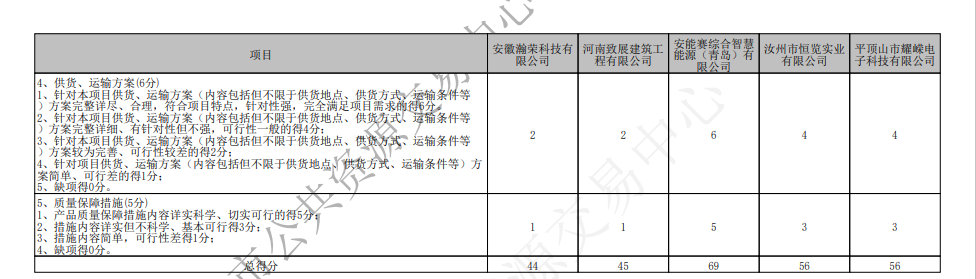 项目
安徽瀚荣科技有
限公司
河南致展建筑工
程有限公司
安能赛综合智慧
能源（青岛）有
限公司
汝州市恒览实业
有限公司
平顶山市耀嵘电
子科技有限公司
4、供货、运输方案(6分)
1、针对本项目供货、运输方案（内容包括但不限于供货地点、供货方式、运输条件等
）方案完整详尽、合理，符合项目特点，针对性强，完全满足项目需求的得6分。
2、针对本项目供货、运输方案（内容包括但不限于供货地点、供货方式、运输条件等
）方案完整详细、有针对性但不强，可行性一般的得4分；
3、针对本项目供货、运输方案（内容包括但不限于供货地点、供货方式、运输条件等
）方案较为完善、可行性较差的得2分；
4、针对项目供货、运输方案（内容包括但不限于供货地点、供货方式、运输条件等）方
案简单、可行差的得1分；
5、缺项得0分。
2
2
6
4
4
5、质量保障措施(5分)
1、产品质量保障措施内容详实科学、切实可行的得5分；
2、措施内容详实但不科学、基本可行得3分；
3、措施内容简单，可行性差得1分；
4、缺项得0分。
1
1
5
3
3
总得分
44
45
69
56
56
市公共资源交易中心
源交易中心